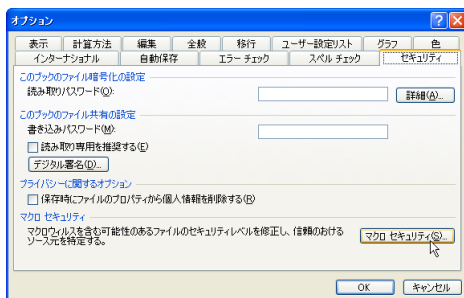 オプション
表示 計算方法 編集 全般 移行 ユーザー設定リスト グラフ 色
インターナショナル 自動保存 エラー チェック スペル チェック セキュリティ
このブックのファイル暗号化の設定
読み取りパスワード(O):
詳細(A)...
このブックのファイル共有の設定
書き込みパスワード(M):
読み取り専用を推奨する(E)
デジタル署名(D)...
プライバシーに関するオプション
保存時にファイルのプロパティから個人情報を削除する(R)
マクロ セキュリティ
マクロウィルスを含む可能性のあるファイルのセキュリティレベルを修正し、信頼のおける
ソース元を特定する。
マクロ セキュリティ(S)...
OK キャンセル